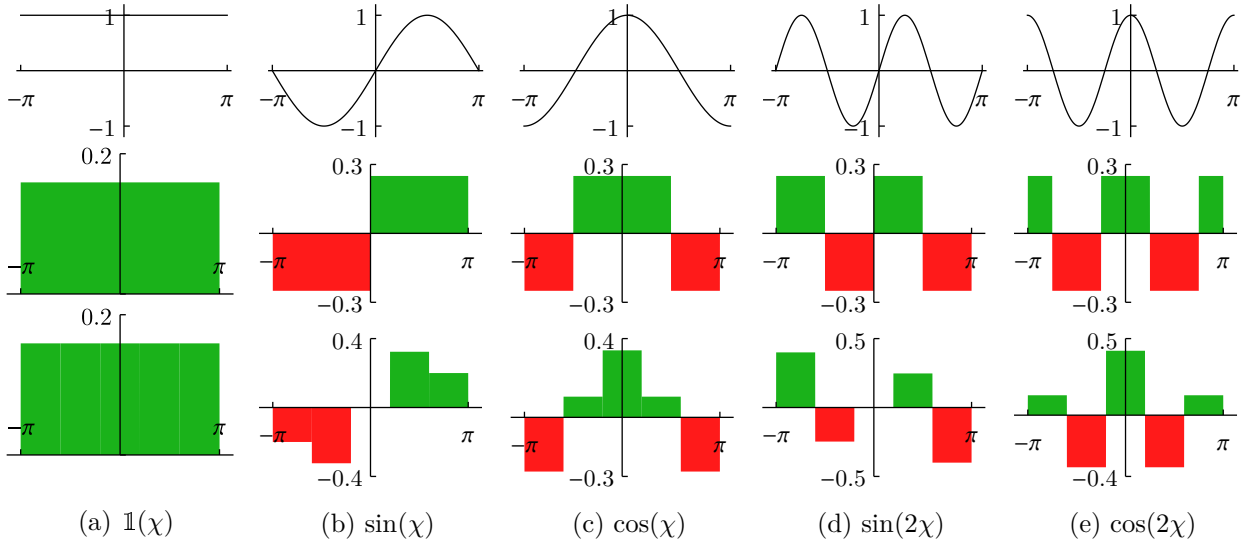 1 1 1 1 1
−π π −π π −π π −π π −π π
−1 −1 −1 −1 −1
0.2 0.3 0.3 0.3 0.3
−π π −π π −π π −π π −π π
−0.3 −0.3 −0.3 −0.3
0.2 0.4 0.4 0.5 0.5
−π π −π π −π π −π π −π π
−0.4 −0.3 −0.5 −0.4
(a) 𝟙(χ) (b) sin(χ) (c) cos(χ) (d) sin(2χ) (e) cos(2χ)